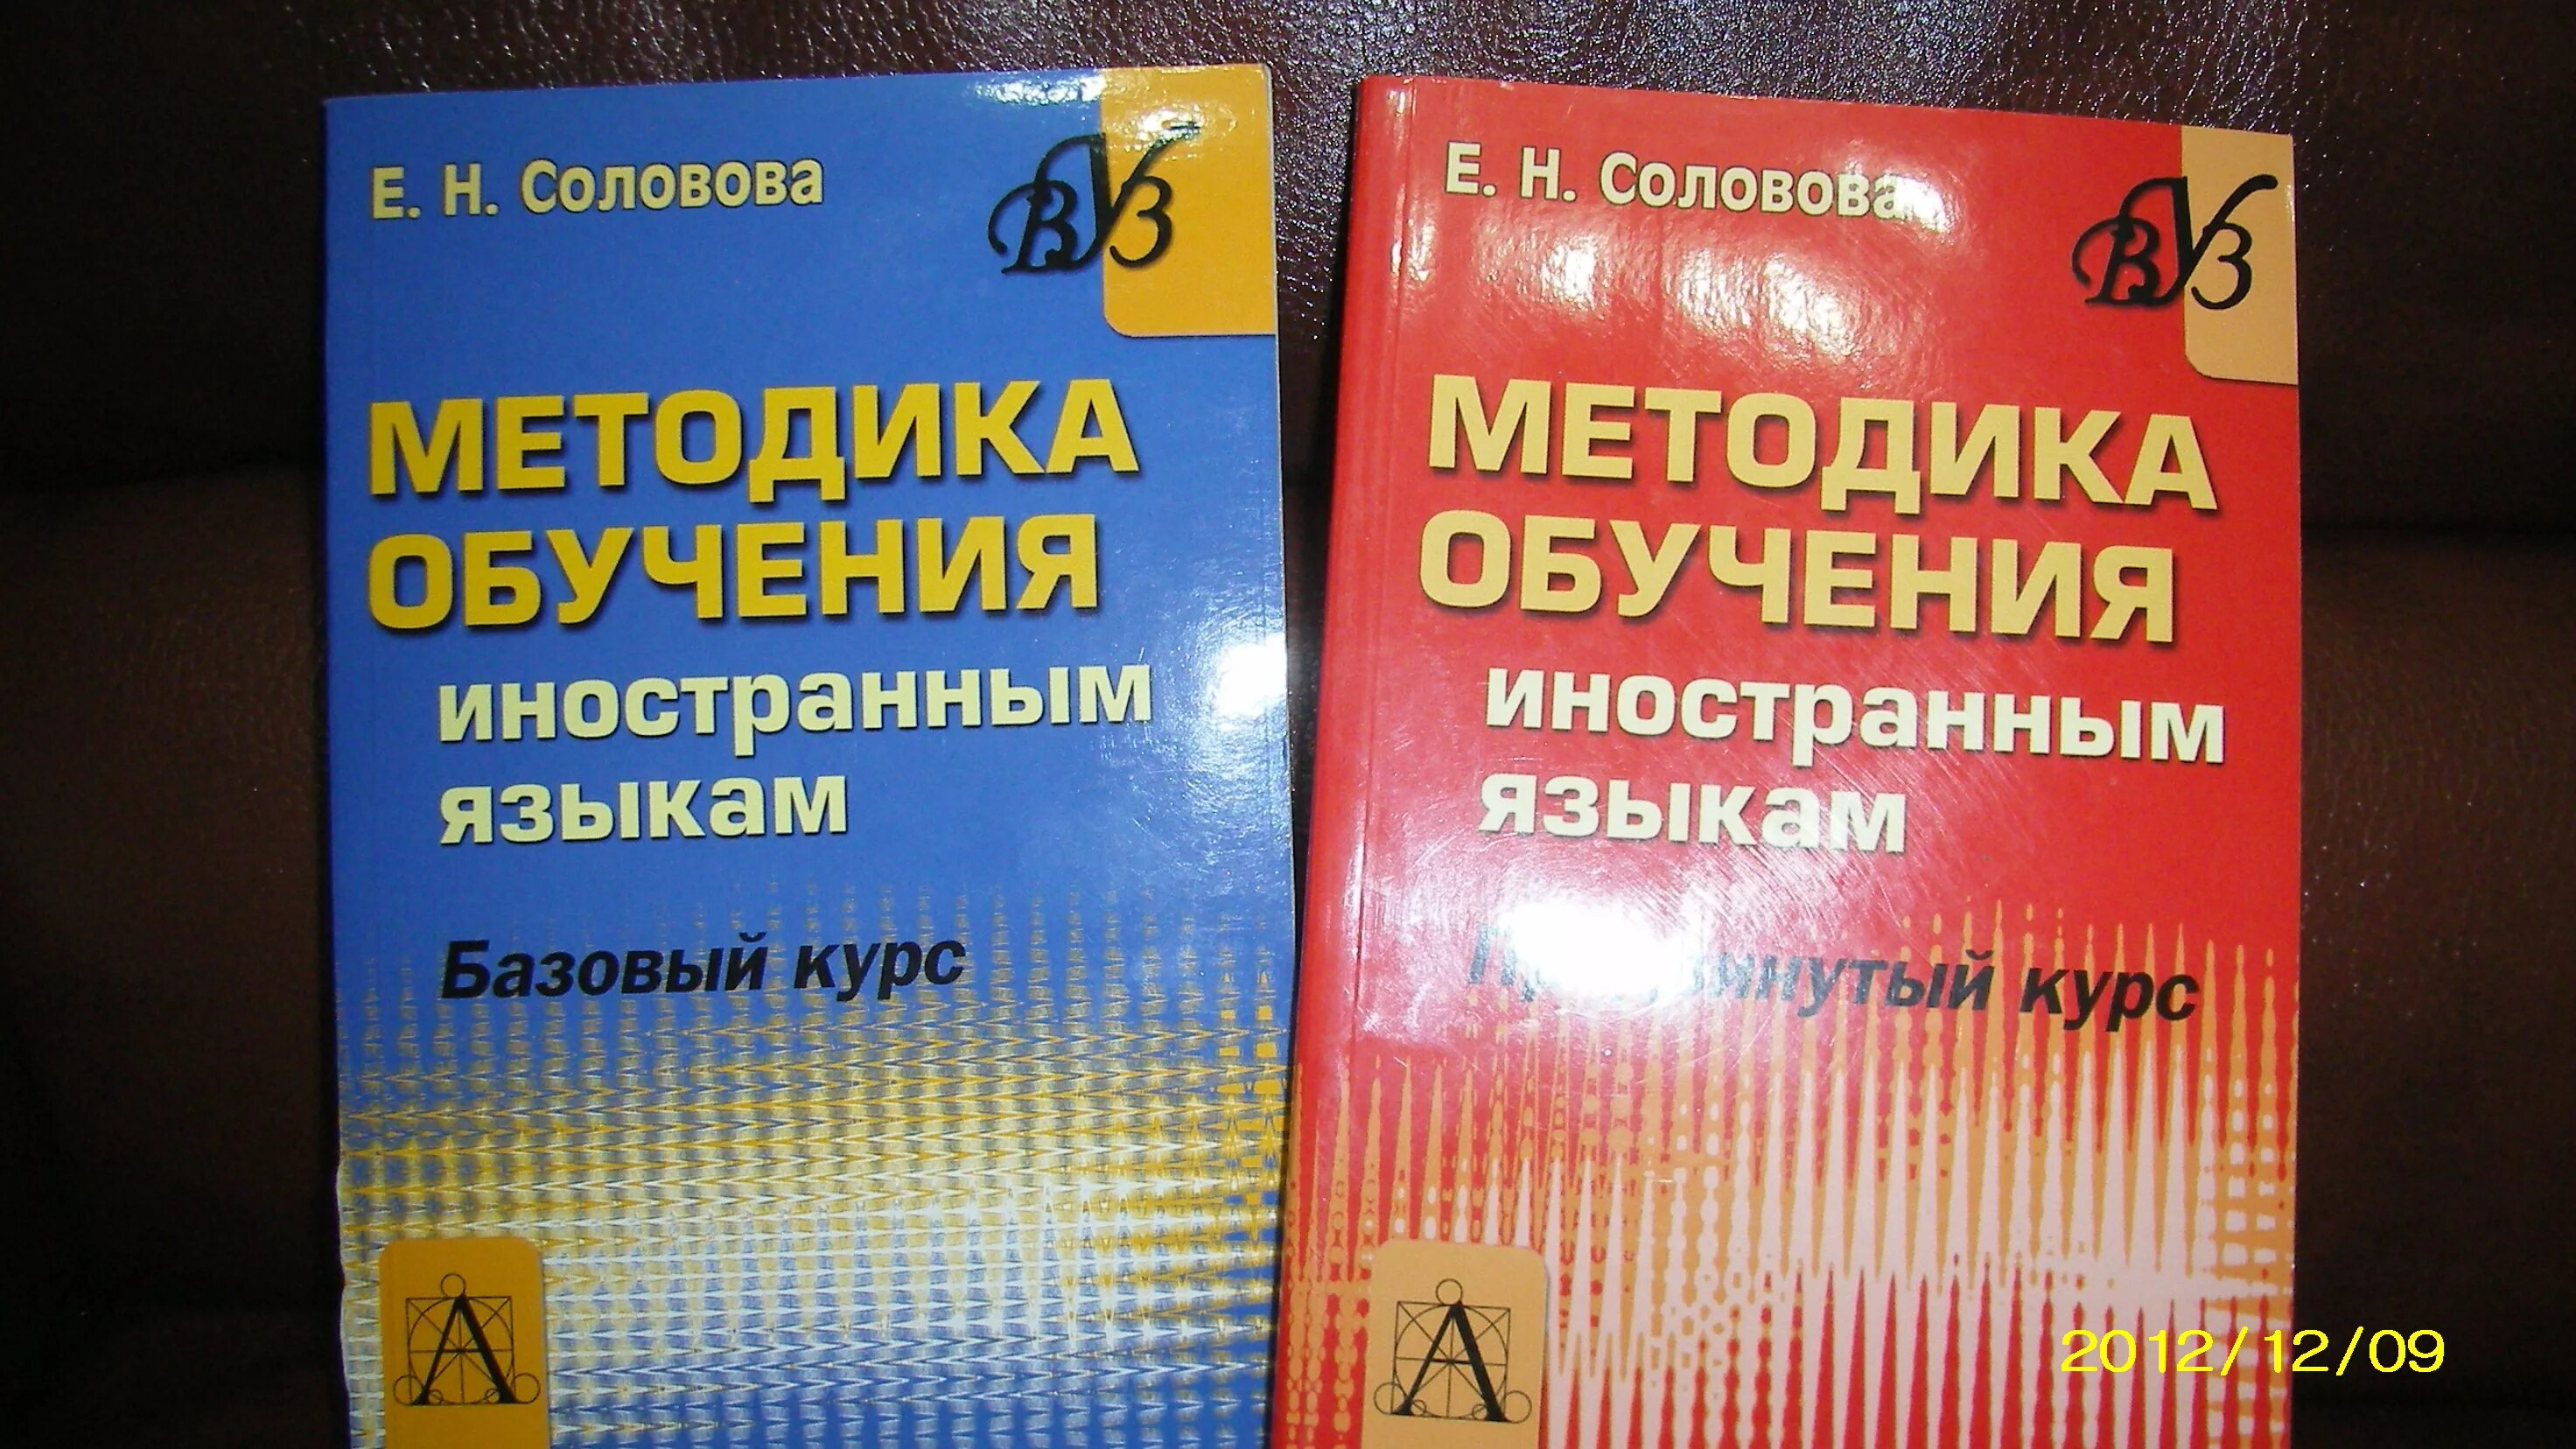 Е. Н. Соловова
ВУЗ
МЕТОДИКА
ОБУЧЕНИЯ
иностранным
языкам
Базовый курс
А
Е. Н. Соловова
ВУЗ
МЕТОДИКА
ОБУЧЕНИЯ
иностранным
языкам
курс
А
2012/12/09